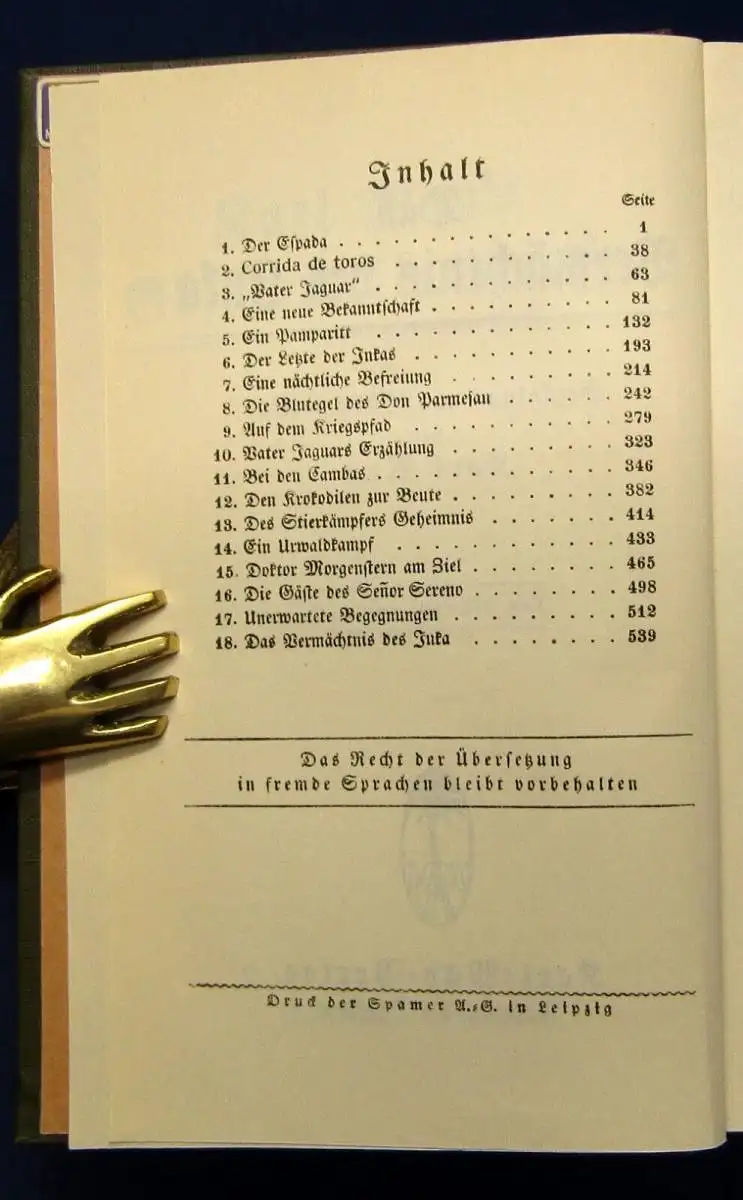 Inhalt
Seite
1. Der Espada . . . . . . . . . . . . . . . 1
2. Corrida de toros . . . . . . . . . . . . 38
3. „Vater Jaguar“ . . . . . . . . . . . . . 63
4. Eine neue Bekanntschaft . . . . . . . . . . 81
5. Ein Pamparitt . . . . . . . . . . . . . 132
6. Der Letzte der Inkas . . . . . . . . . . . 193
7. Eine nächtliche Befreiung . . . . . . . . . 214
8. Die Blutegel des Don Parmesan . . . . . . 242
9. Auf dem Kriegspfad . . . . . . . . . . . 279
10. Vater Jaguars Erzählung . . . . . . . . . 323
11. Bei den Cambas . . . . . . . . . . . . . 346
12. Den Krokodilen zur Beute . . . . . . . . . 382
13. Des Stierkämpfers Geheimnis . . . . . . . 414
14. Ein Urwaldkampf . . . . . . . . . . . . 433
15. Doktor Morgenstern am Ziel . . . . . . . . 465
16. Die Gäste des Señor Sereno . . . . . . . . 498
17. Unerwartete Begegnungen . . . . . . . . . 512
18. Das Vermächtnis des Inka . . . . . . . . 539
Das Recht der Übersetzung
in fremde Sprachen bleibt vorbehalten
Druck der Spamer A.-G. in Leipzig